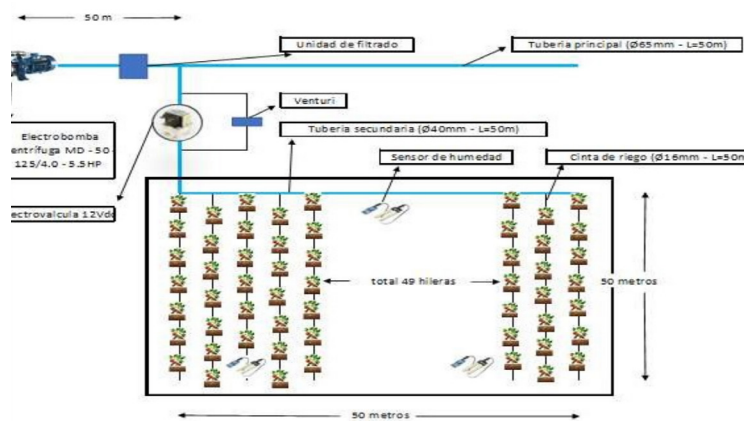 50 m
Unidad de filtrado
Tuberia principal (Ø65mm - L=50m)
Venturi
Electrobomba
entrífuga MD - 50 -
125/4.0 - 5.5HP
Tuberia secundaria (Ø40mm - L=50m)
Sensor de humedad
Cinta de riego (Ø16mm - L=50m
ectrovalcula 12Vdc
total 49 hileras
50 metros
50 metros